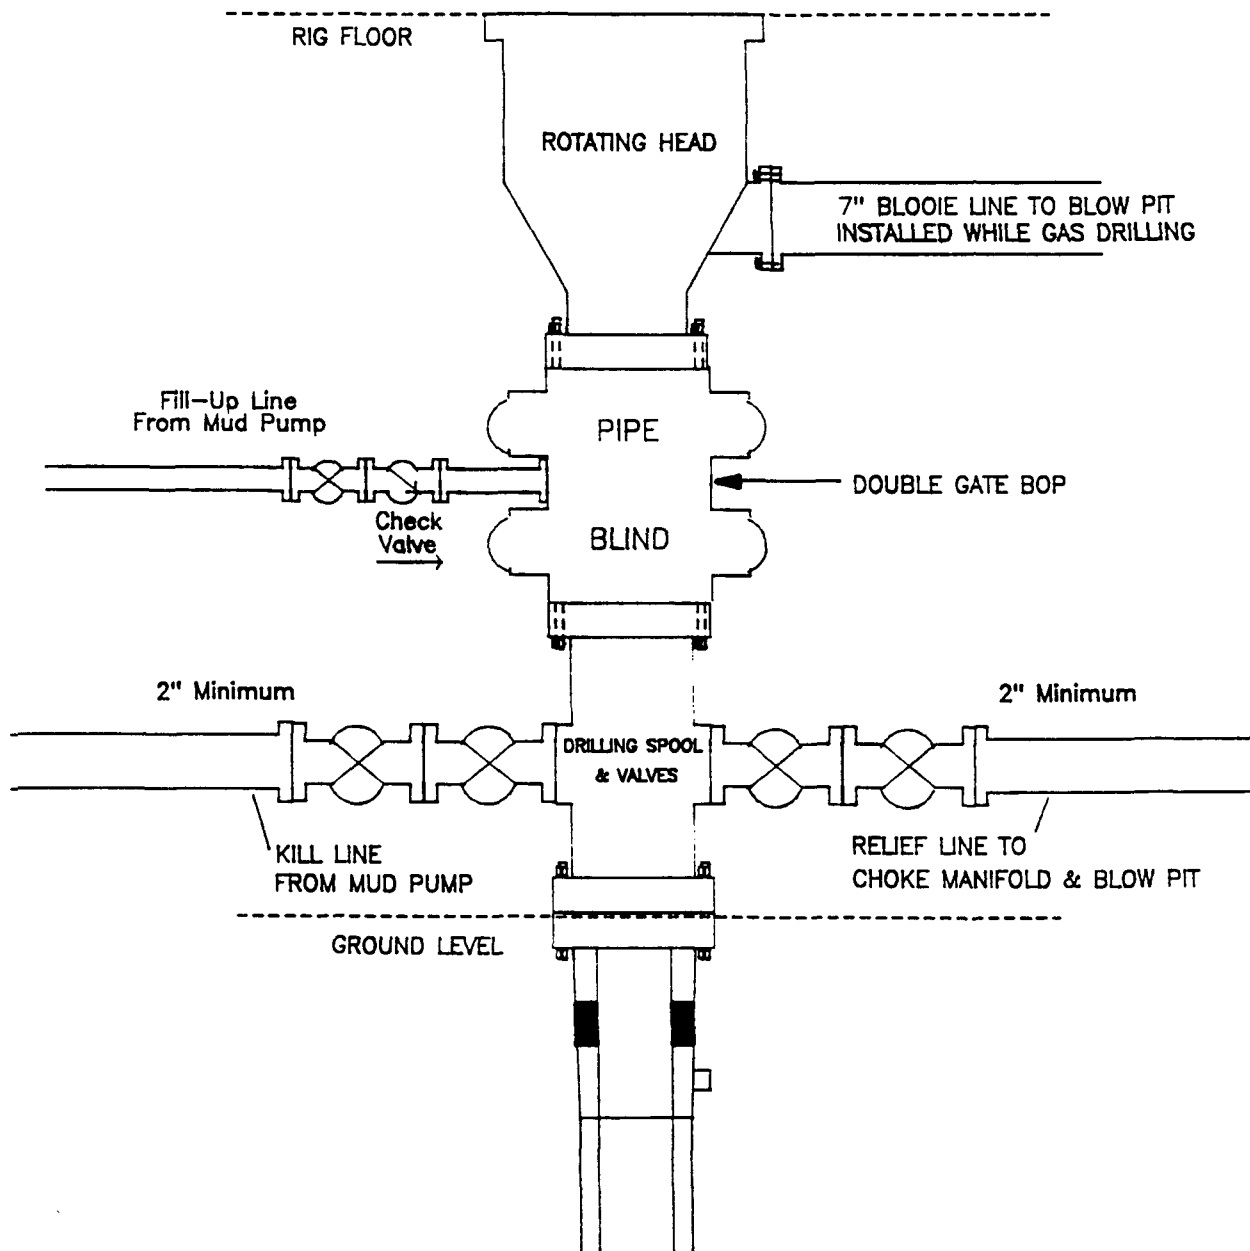 RIG FLOOR
ROTATING HEAD
7" BLOOIE LINE TO BLOW PIT
INSTALLED WHILE GAS DRILLING
Fill-Up Line
From Mud Pump
PIPE
DOUBLE GATE BOP
Check
Valve
BLIND
2" Minimum
2" Minimum
DRILLING SPOOL
& VALVES
KILL LINE
FROM MUD PUMP
RELIEF LINE TO
CHOKE MANIFOLD & BLOW PIT
GROUND LEVEL